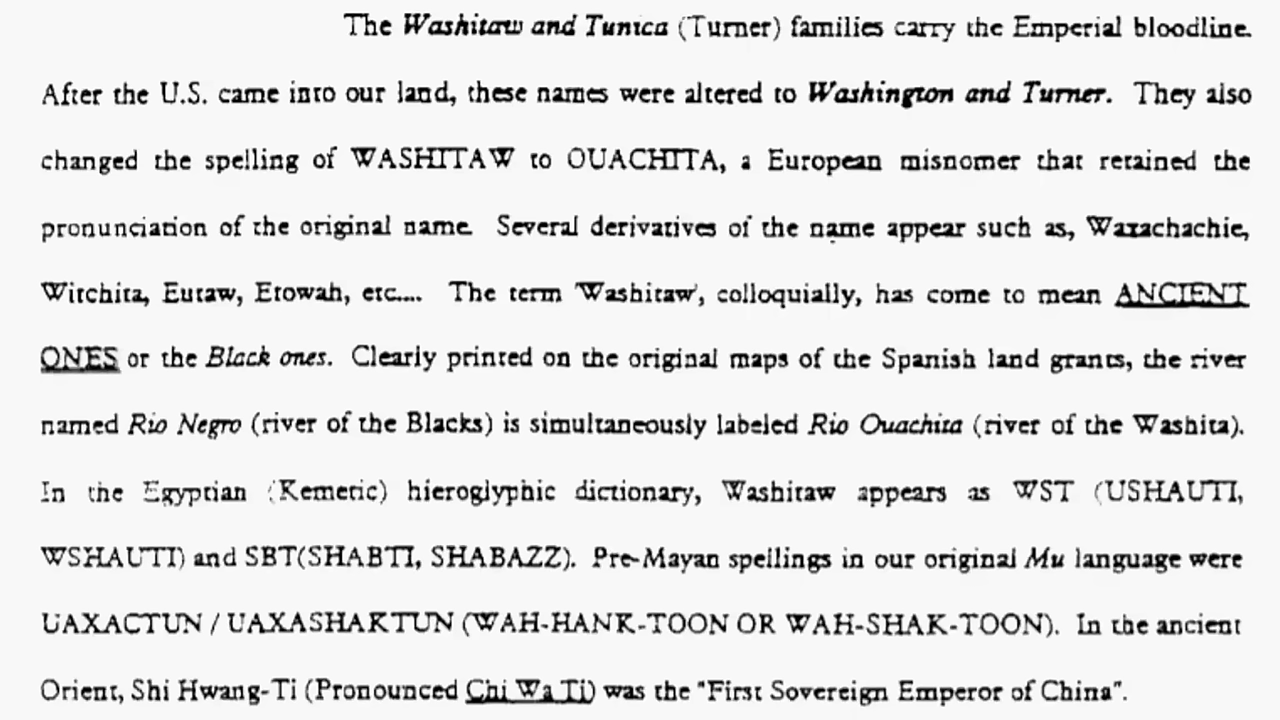 The Washitaw and Tunica (Turner) families carry the Emperial bloodline.
After the U.S. came into our land, these names were altered to Washington and Turner. They also
changed the spelling of WASHITAW to OUACHITA, a European misnomer that retained the
pronunciation of the original name. Several derivatives of the name appear such as, Waxachachie,
Witchita, Eutaw, Etowah, etc.... The term 'Washitaw', colloquially, has come to mean ANCIENT
ONES or the Black ones. Clearly printed on the original maps of the Spanish land grants, the river
named Rio Negro (river of the Blacks) is simultaneously labeled Rio Ouachita (river of the Washita).
In the Egyptian (Kemetic) hieroglyphic dictionary, Washitaw appears as WST (USHAUTI,
WSHAUTI) and SBT(SHABTI, SHABAZZ). Pre-Mayan spellings in our original Mu language were
UAXACTUN / UAXASHAKTUN (WAH-HANK-TOON OR WAH-SHAK-TOON). In the ancient
Orient, Shi Hwang-Ti (Pronounced Chi Wa Ti) was the "First Sovereign Emperor of China".